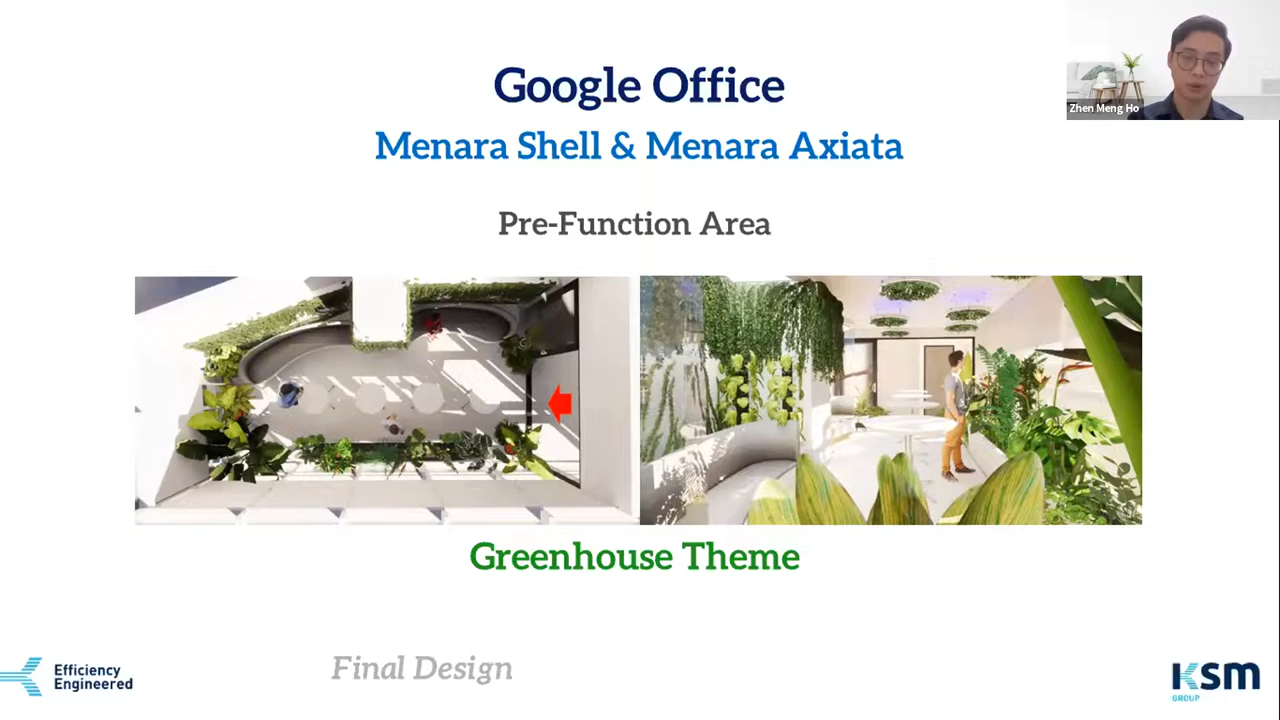 Google Office
Zhen Meng Ho
Menara Shell & Menara Axiata
Pre-Function Area
Greenhouse Theme
Final Design
Efficiency
Engineered
KSM
GROUP